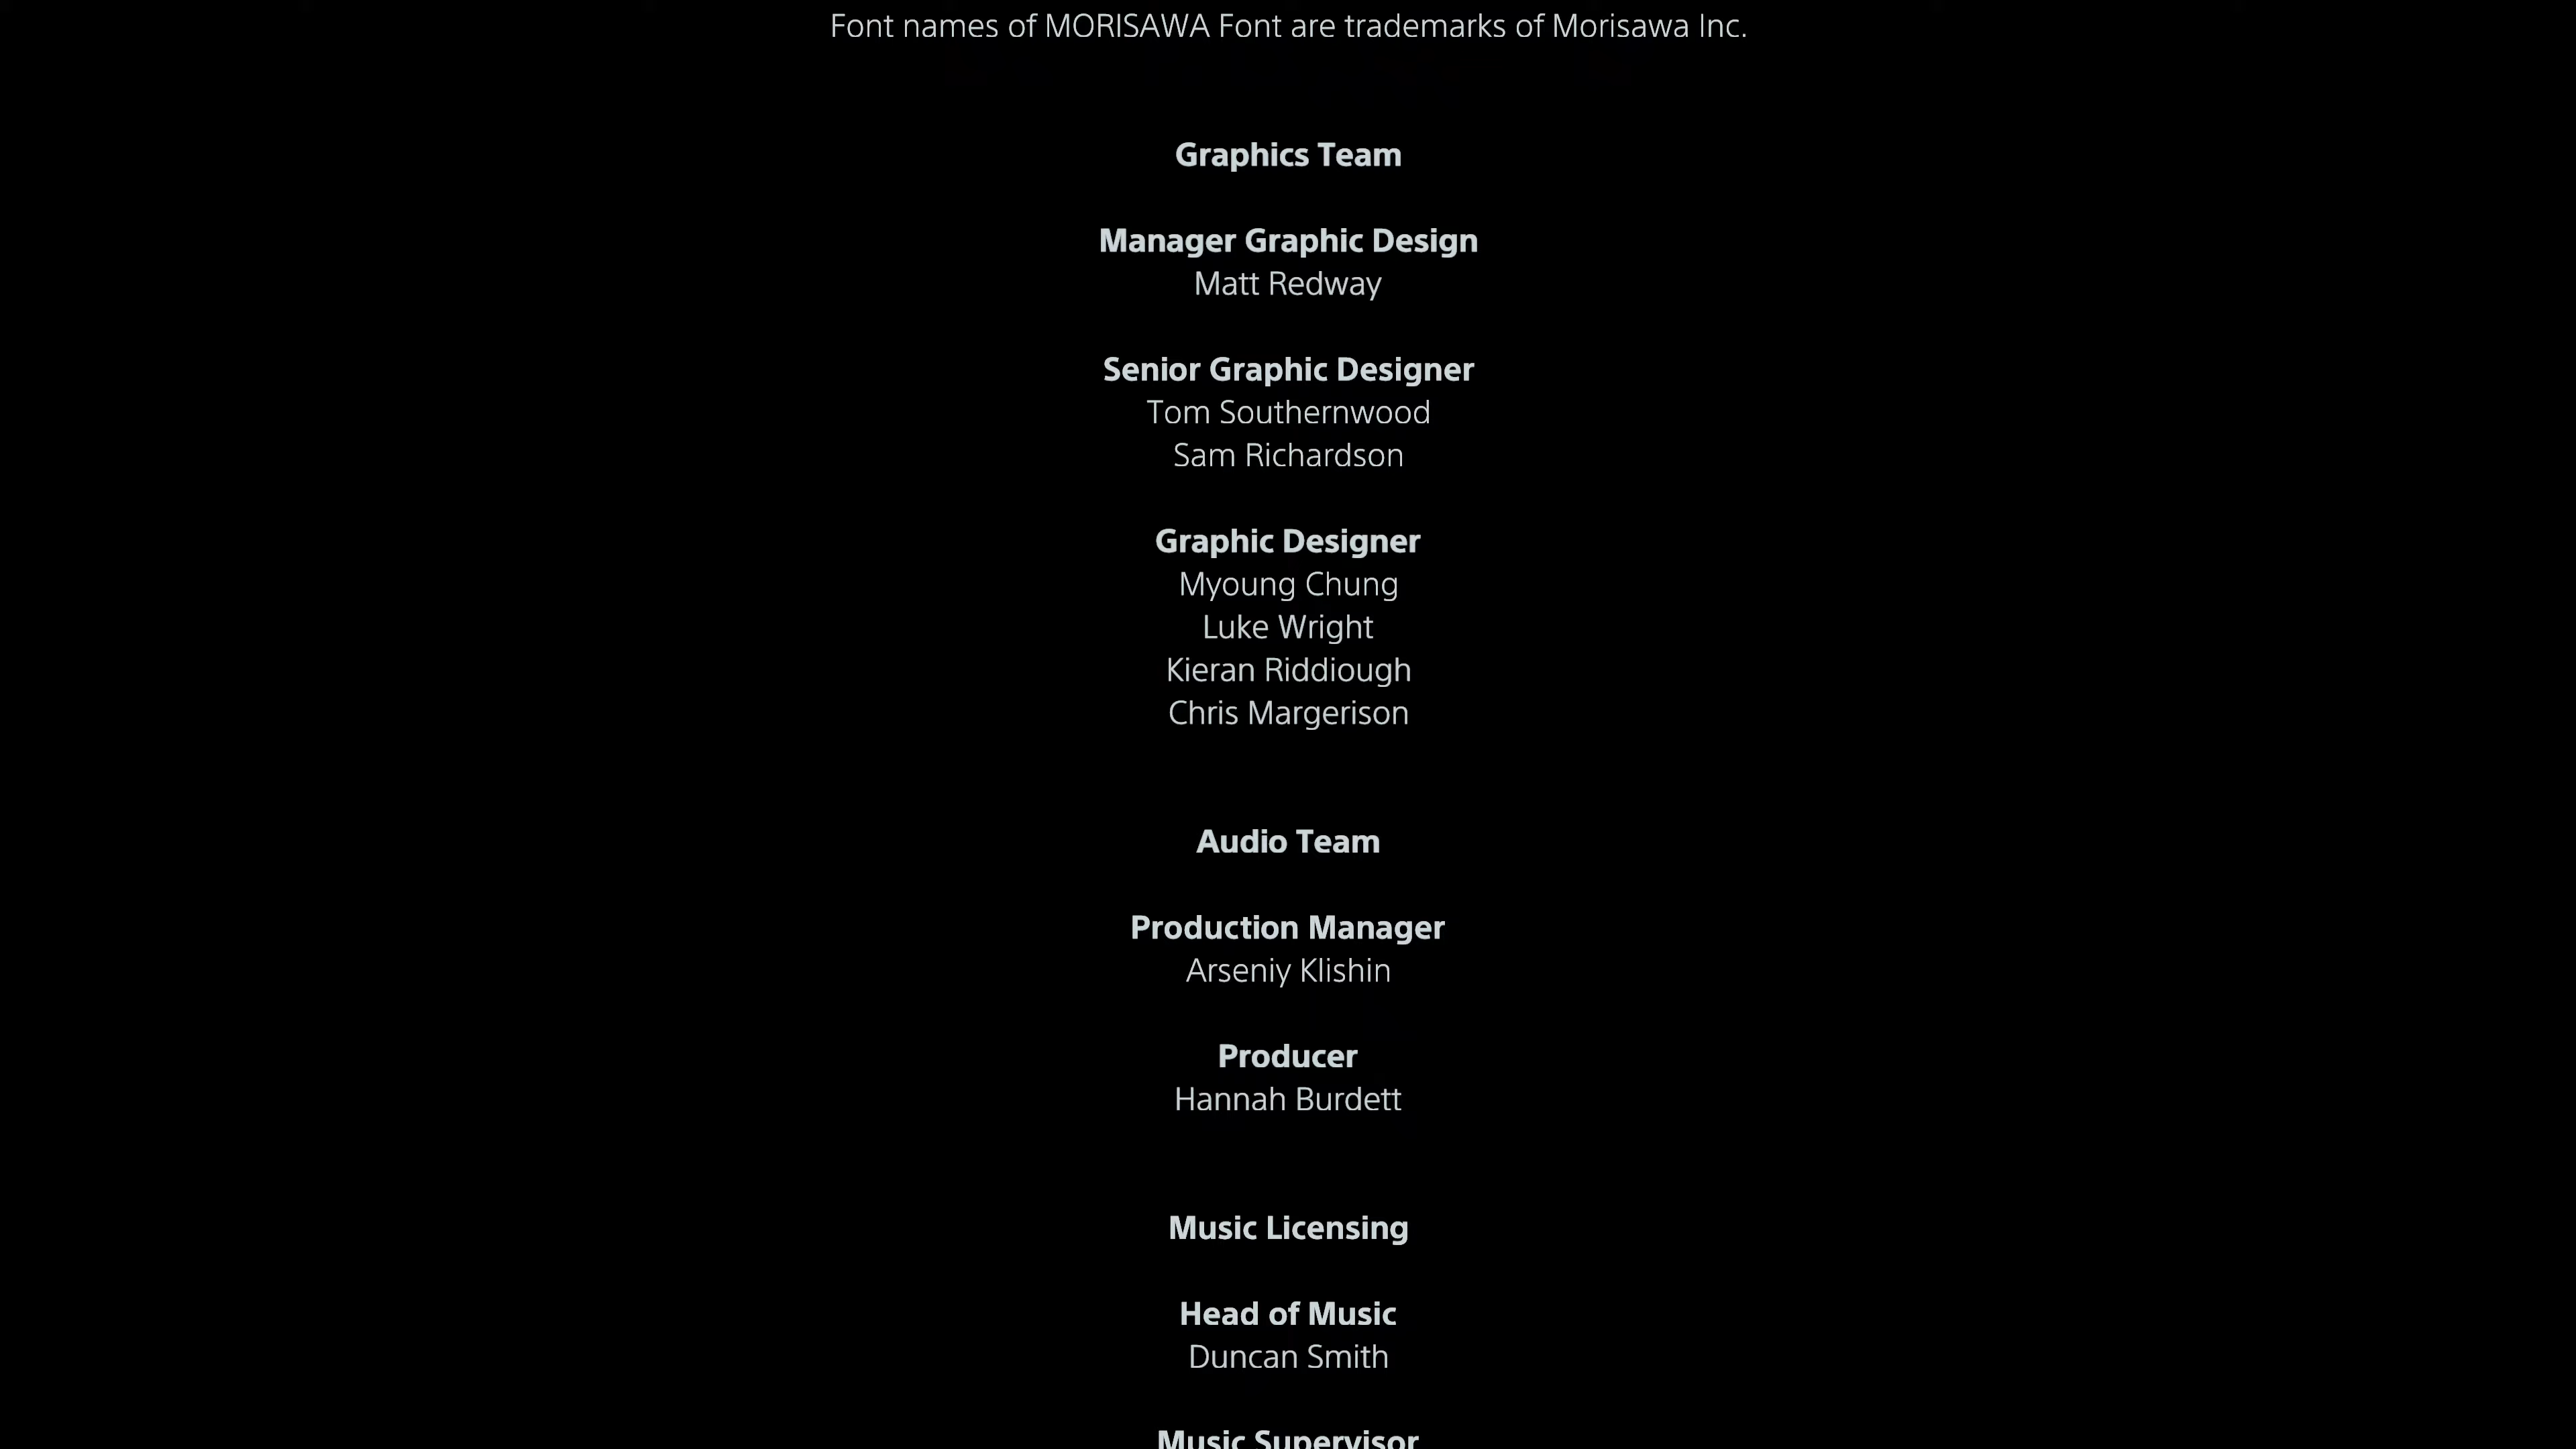 Font names of MORISAWA Font are trademarks of Morisawa Inc.
Graphics Team
Manager Graphic Design
Matt Redway
Senior Graphic Designer
Tom Southernwood
Sam Richardson
Graphic Designer
Myoung Chung
Luke Wright
Kieran Riddiough
Chris Margerison
Audio Team
Production Manager
Arseniy Klishin
Producer
Hannah Burdett
Music Licensing
Head of Music
Duncan Smith
Music Supervisor